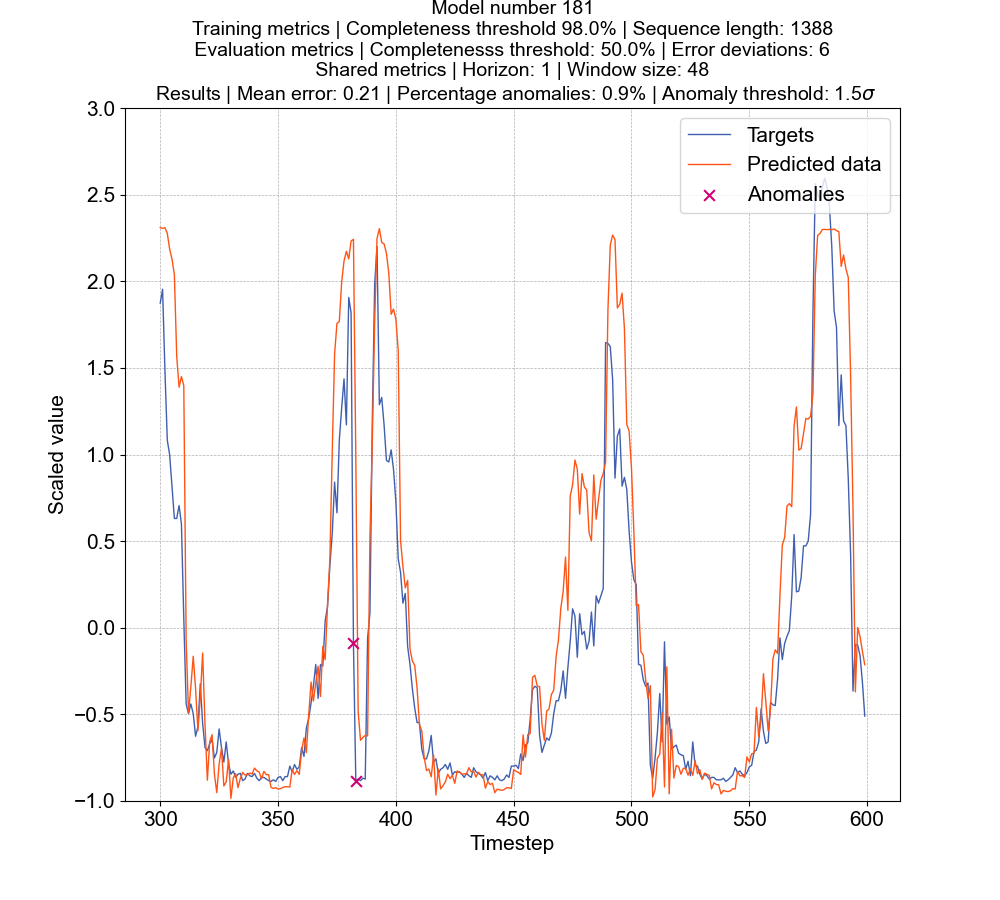 Model number 181
Training metrics | Completeness threshold 98.0% | Sequence length: 1388
Evaluation metrics | Completenesss threshold: 50.0% | Error deviations: 6
Shared metrics | Horizon: 1 | Window size: 48
Results | Mean error: 0.21 | Percentage anomalies: 0.9% | Anomaly threshold: 1.5σ
3.0
2.5
2.0
1.5
1.0
0.5
0.0
−0.5
−1.0
Scaled value
Targets
Predicted data
Anomalies
300 350 400 450 500 550 600
Timestep